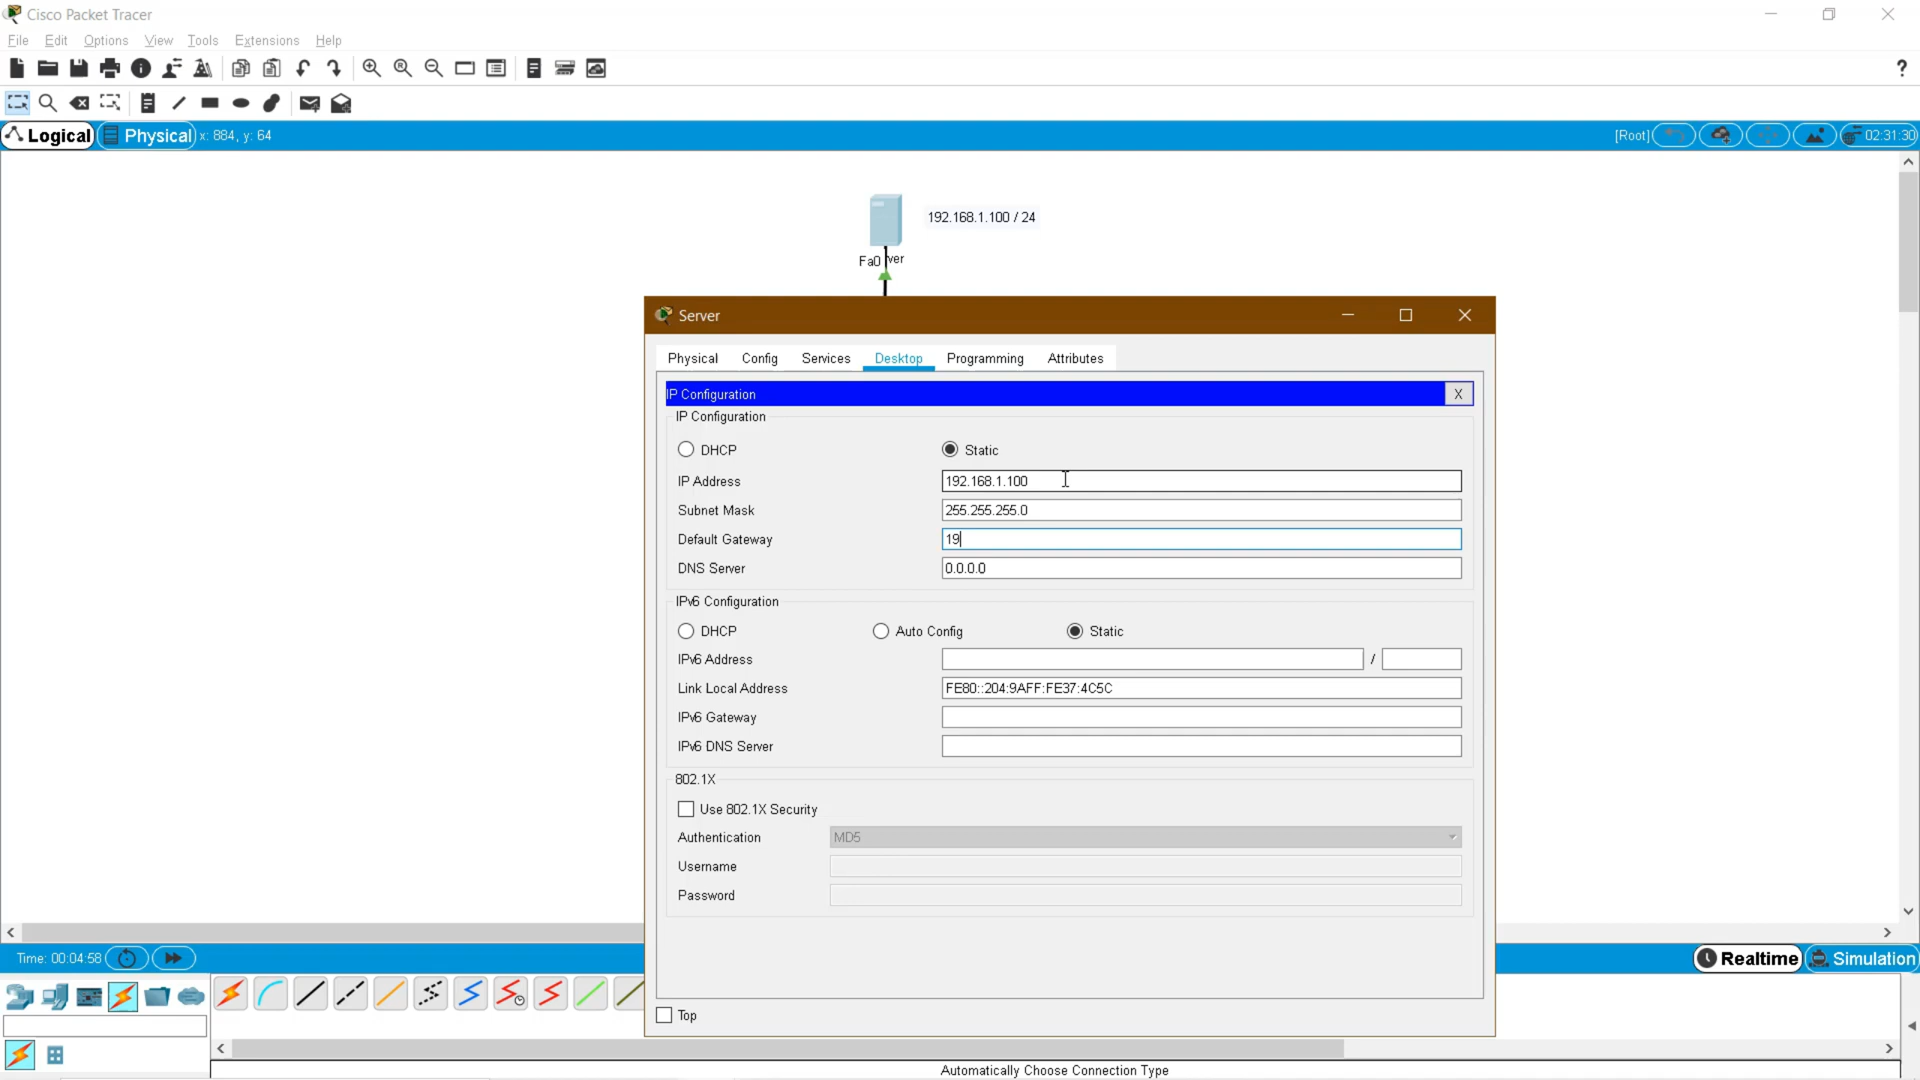 Cisco Packet Tracer
File Edit Options View Tools Extensions Help
?
Logical Physical x: 884, y: 64 [Root] 02:31:30
192.168.1.100 / 24
Fa0 ver
Server
Physical Config Services Desktop Programming Attributes
IP Configuration X
IP Configuration
DHCP Static
IP Address 192.168.1.100
Subnet Mask 255.255.255.0
Default Gateway 19
DNS Server 0.0.0.0
IPv6 Configuration
DHCP Auto Config Static
IPv6 Address /
Link Local Address FE80::204:9AFF:FE37:4C5C
IPv6 Gateway
IPv6 DNS Server
802.1X
Use 802.1X Security
Authentication MD5
Username
Password
Time: 00:04:58 Realtime Simulation
Top
Automatically Choose Connection Type